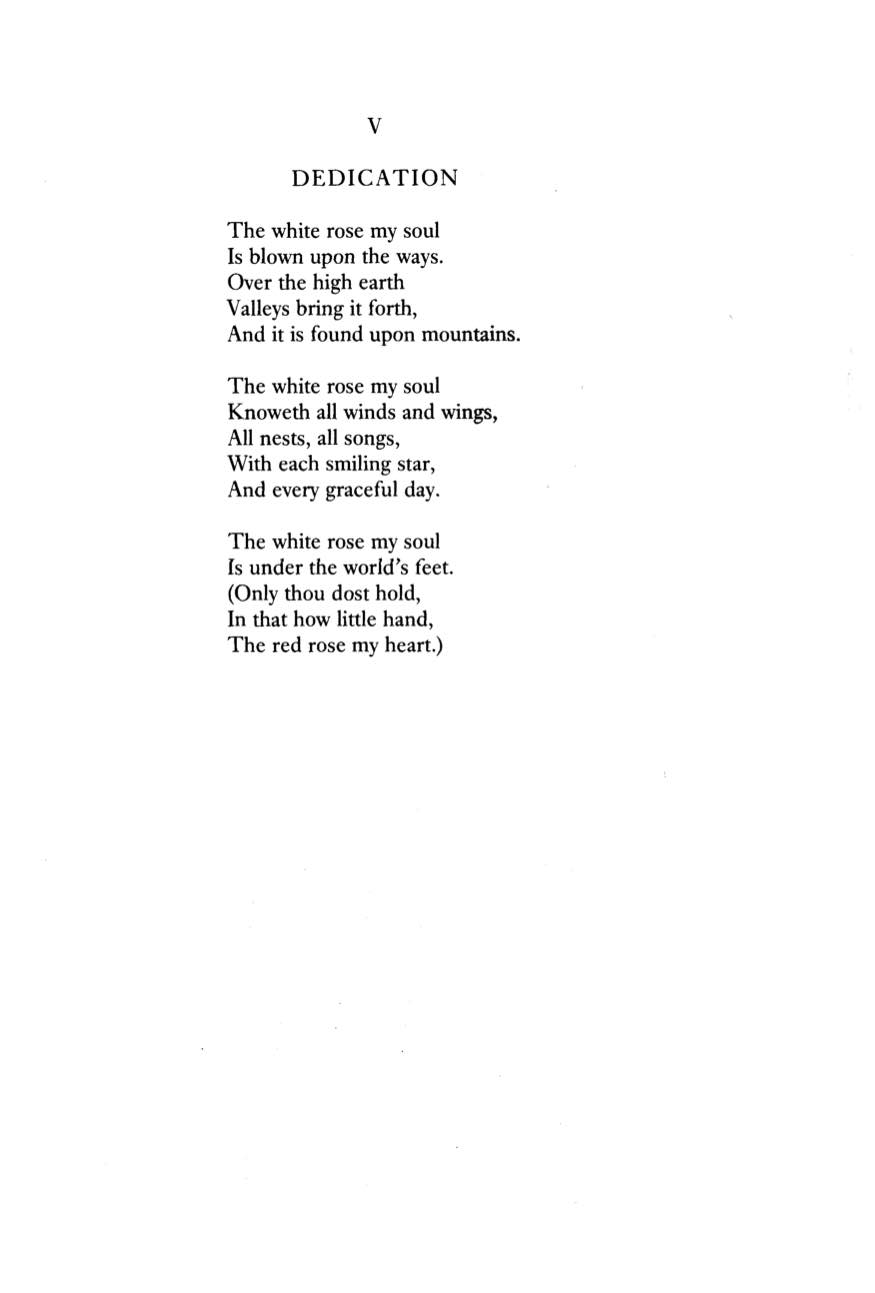 V
DEDICATION
The white rose my soul
Is blown upon the ways.
Over the high earth
Valleys bring it forth,
And it is found upon mountains.
The white rose my soul
Knoweth all winds and wings,
All nests, all songs,
With each smiling star,
And every graceful day.
The white rose my soul
Is under the world's feet.
(Only thou dost hold,
In that how little hand,
The red rose my heart.)